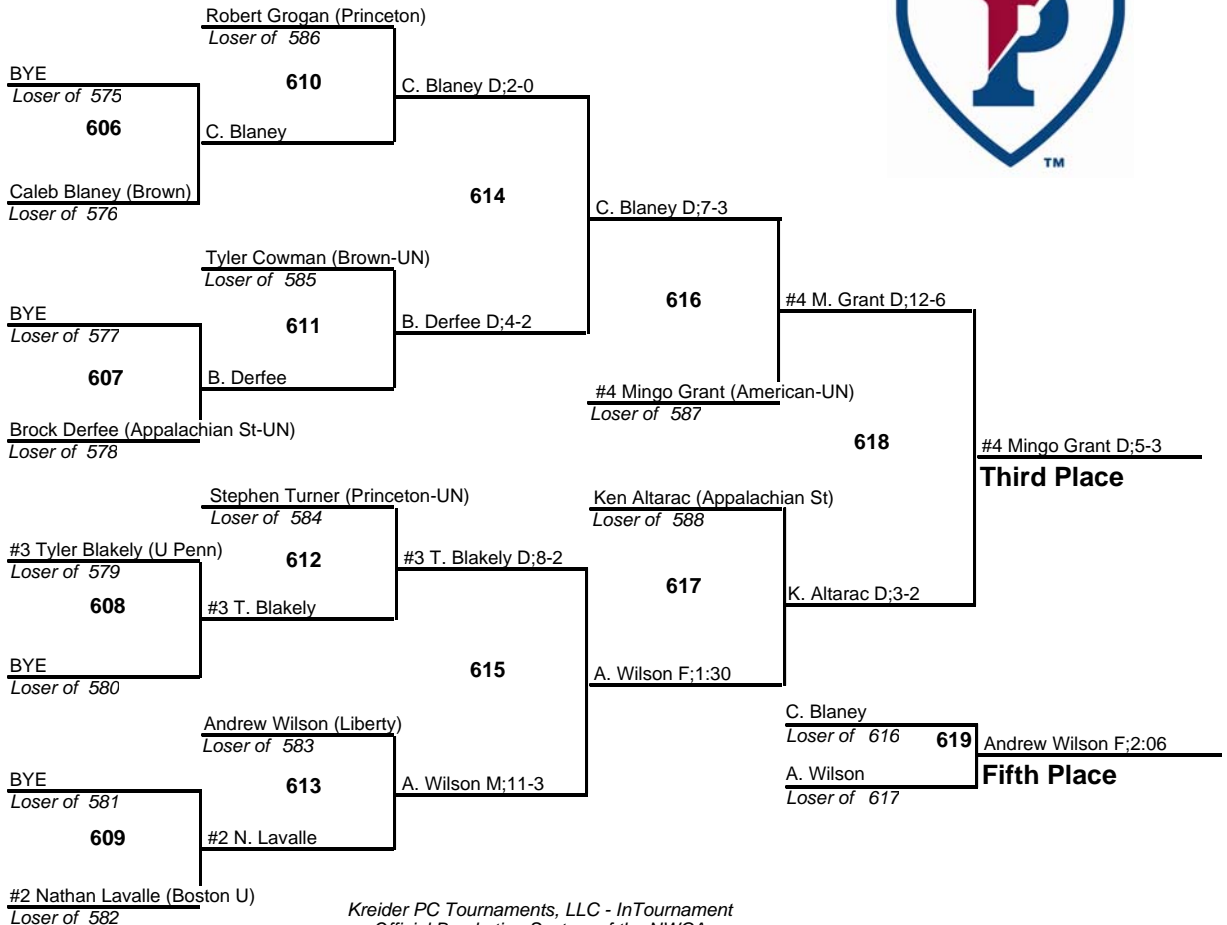 Robert Grogan (Princeton)
Loser of 586
610
BYE
Loser of 575
C. Blaney D;2-0
606
C. Blaney
Caleb Blaney (Brown)
Loser of 576
614
C. Blaney D;7-3
Tyler Cowman (Brown-UN)
Loser of 585
BYE
Loser of 577
611
B. Derfee D;4-2
616
#4 M. Grant D;12-6
607
B. Derfee
#4 Mingo Grant (American-UN)
Loser of 587
Brock Derfee (Appalachian St-UN)
Loser of 578
618
#4 Mingo Grant D;5-3
Third Place
Stephen Turner (Princeton-UN)
Loser of 584
Ken Altarac (Appalachian St)
Loser of 588
#3 Tyler Blakely (U Penn)
Loser of 579
612
#3 T. Blakely D;8-2
617
608
#3 T. Blakely
K. Altarac D;3-2
BYE
Loser of 580
615
A. Wilson F;1:30
Andrew Wilson (Liberty)
Loser of 583
C. Blaney
Loser of 616
619
Andrew Wilson F;2:06
Fifth Place
BYE
Loser of 581
613
A. Wilson M;11-3
A. Wilson
Loser of 617
609
#2 N. Lavalle
#2 Nathan Lavalle (Boston U)
Loser of 582
Kreider PC Tournaments, LLC - InTournament
P
TM